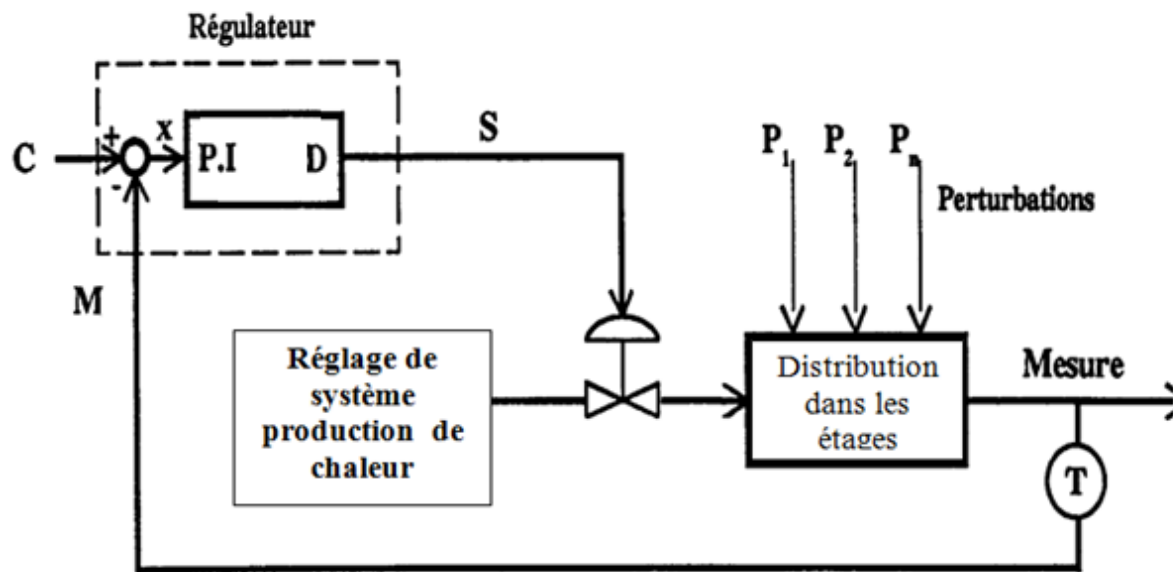 Régulateur
C
+
-
x
P.I D
S
M
P1 P2 Pn
Perturbations
Réglage de
système
production de
chaleur
Distribution
dans les
étages
Mesure
T